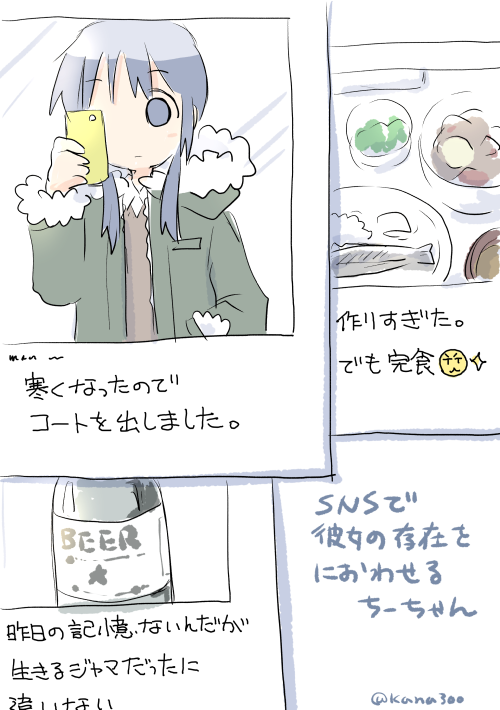 寒くなったので
コートを出しました。
作りすぎた。
でも完食
BEER
昨日の記憶ないんだが
生きるジャマだったに
違いない
SNSで
彼女の存在を
におわせる
ちーちゃん
@kana300